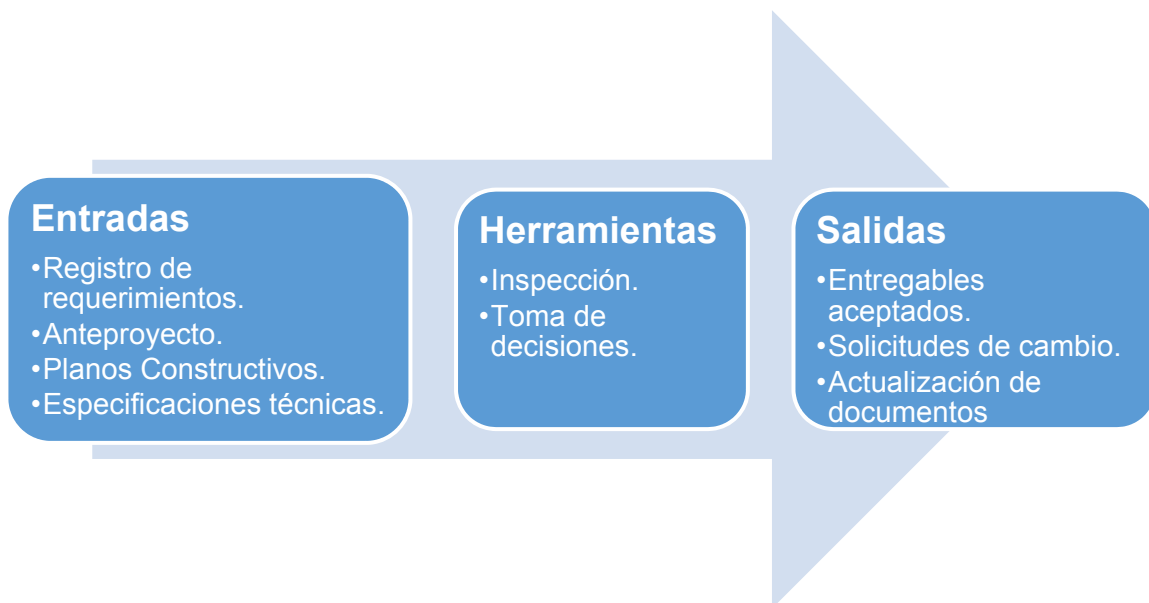 Entradas
•Registro de
requerimientos.
•Anteproyecto.
•Planos Constructivos.
•Especificaciones técnicas.
Herramientas
•Inspección.
•Toma de
decisiones.
Salidas
•Entregables
aceptados.
•Solicitudes de cambio.
•Actualización de
documentos